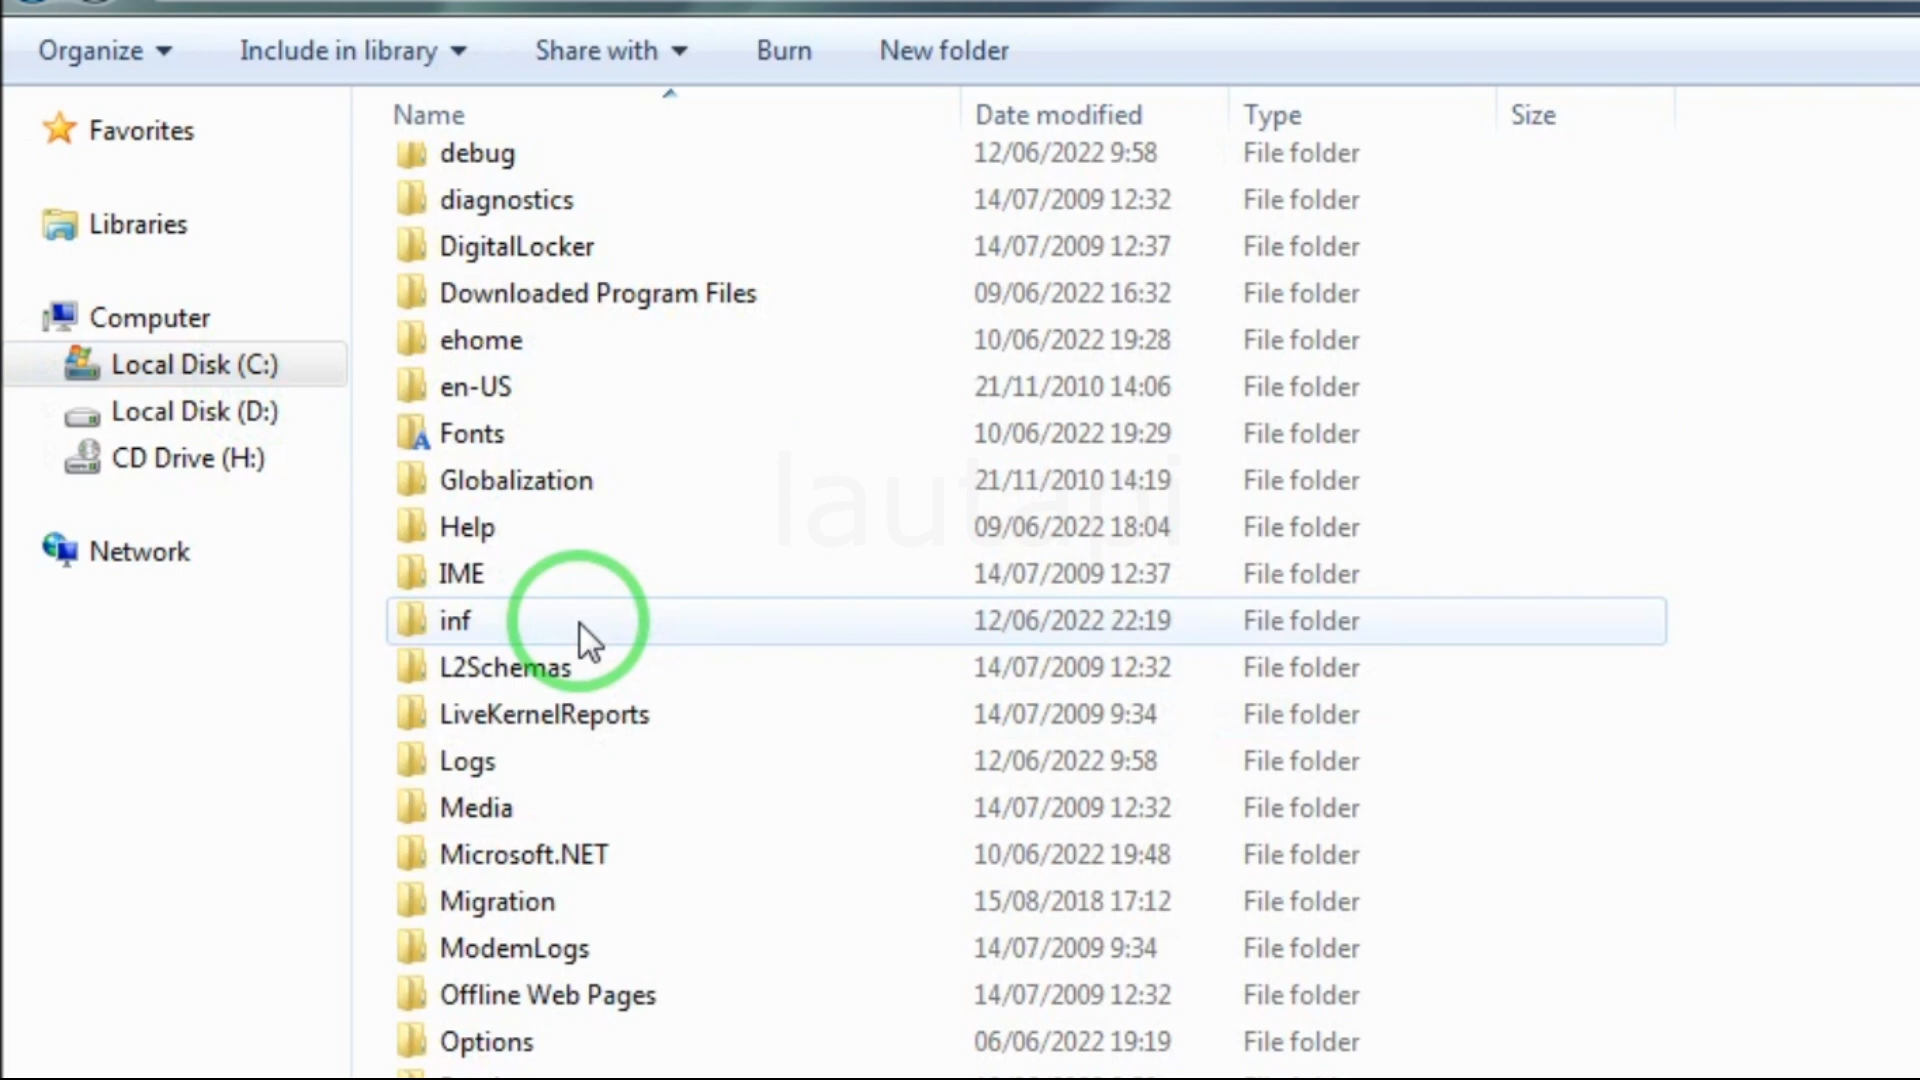 Organize Include in library Share with Burn New folder
Favorites
Libraries
Computer
Local Disk (C:)
Local Disk (D:)
CD Drive (H:)
Network
Name Date modified Type Size
debug 12/06/2022 9:58 File folder
diagnostics 14/07/2009 12:32 File folder
DigitalLocker 14/07/2009 12:37 File folder
Downloaded Program Files 09/06/2022 16:32 File folder
ehome 10/06/2022 19:28 File folder
en-US 21/11/2010 14:06 File folder
Fonts 10/06/2022 19:29 File folder
Globalization 21/11/2010 14:19 File folder
Help 09/06/2022 18:04 File folder
IME 14/07/2009 12:37 File folder
inf 12/06/2022 22:19 File folder
L2Schemas 14/07/2009 12:32 File folder
LiveKernelReports 14/07/2009 9:34 File folder
Logs 12/06/2022 9:58 File folder
Media 14/07/2009 12:32 File folder
Microsoft.NET 10/06/2022 19:48 File folder
Migration 15/08/2018 17:12 File folder
ModemLogs 14/07/2009 9:34 File folder
Offline Web Pages 14/07/2009 12:32 File folder
Options 06/06/2022 19:19 File folder
lautapi